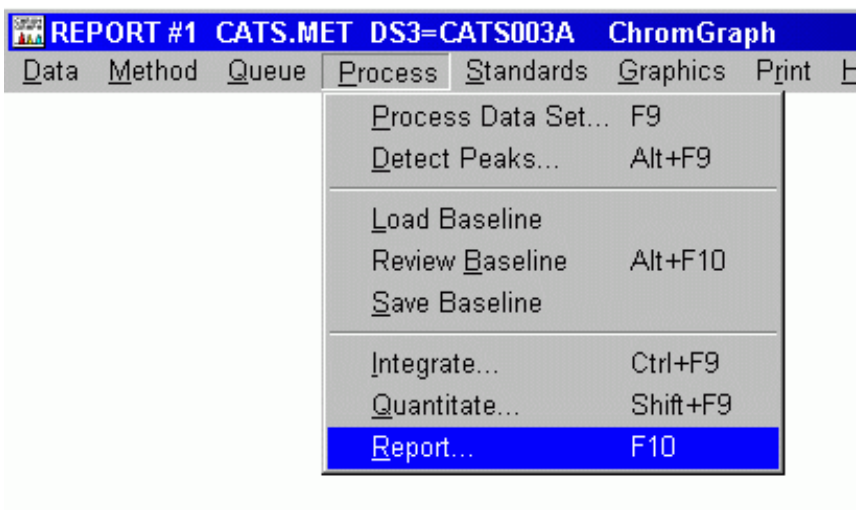 REPORT #1 CATS.MET DS3=CATS003A ChromGraph
Data Method Queue Process Standards Graphics Print
Process Data Set... F9
Detect Peaks... Alt+F9
Load Baseline
Review Baseline Alt+F10
Save Baseline
Integrate... Ctrl+F9
Quantitate... Shift+F9
Report... F10